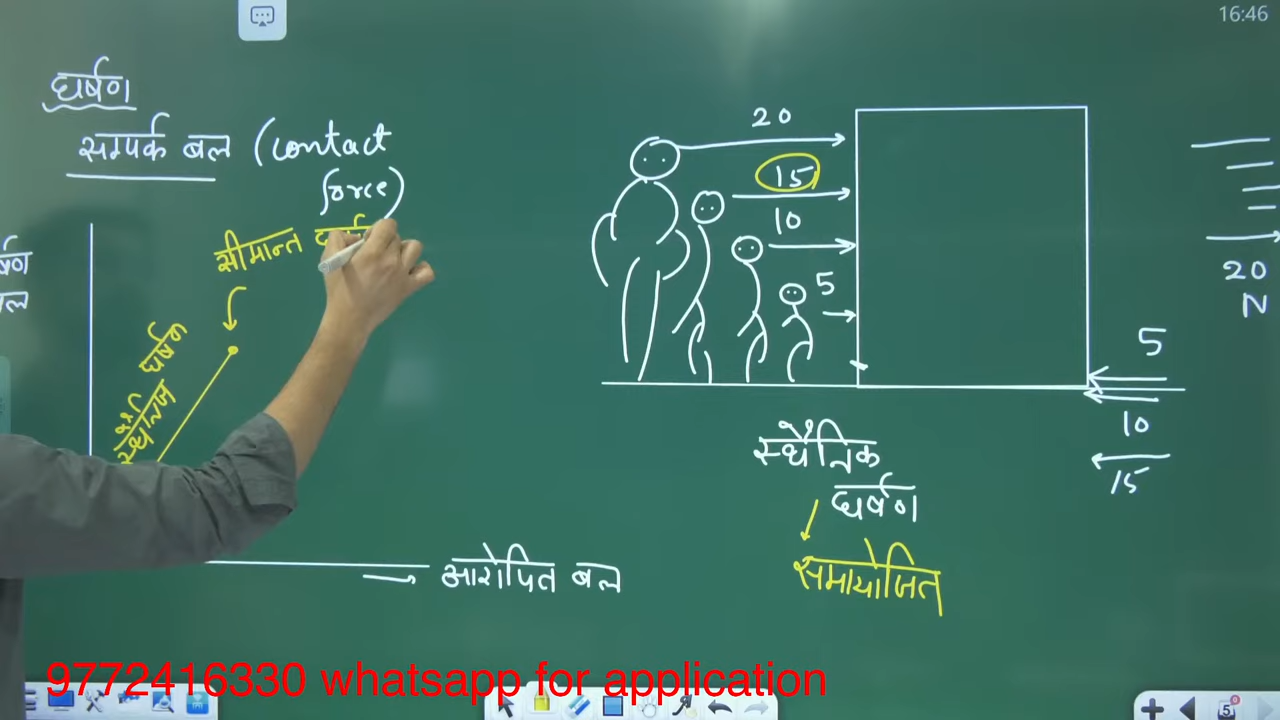 16:46
घर्षण
सम्पर्क बल (contact
force)
सीमान्त
स्थैतिज घर्षण
आरोपित बल
20
15
10
5
5
10
15
20
N
स्थैतिक
घर्षण
समायोजित
9772416330 whatsapp for application
5